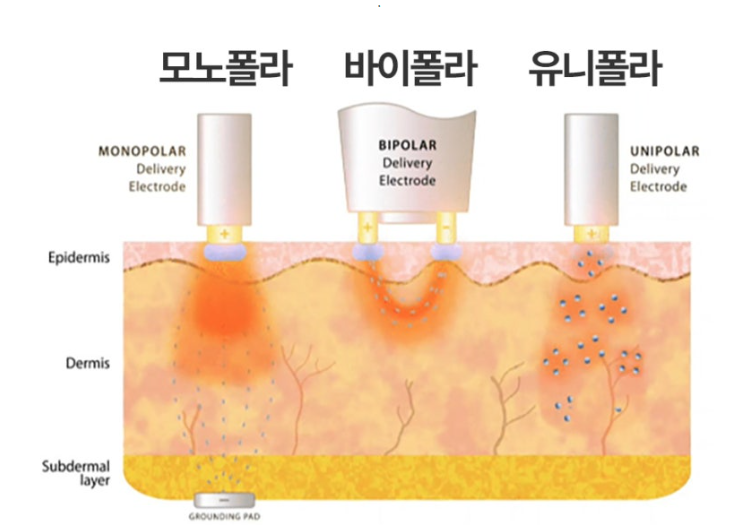 모노폴라 바이폴라 유니폴라
MONOPOLAR
Delivery
Electrode
BIPOLAR
Delivery
Electrode
UNIPOLAR
Delivery
Electrode
+
+ -
+
Epidermis
Dermis
Subdermal
layer
-
GROUNDING PAD